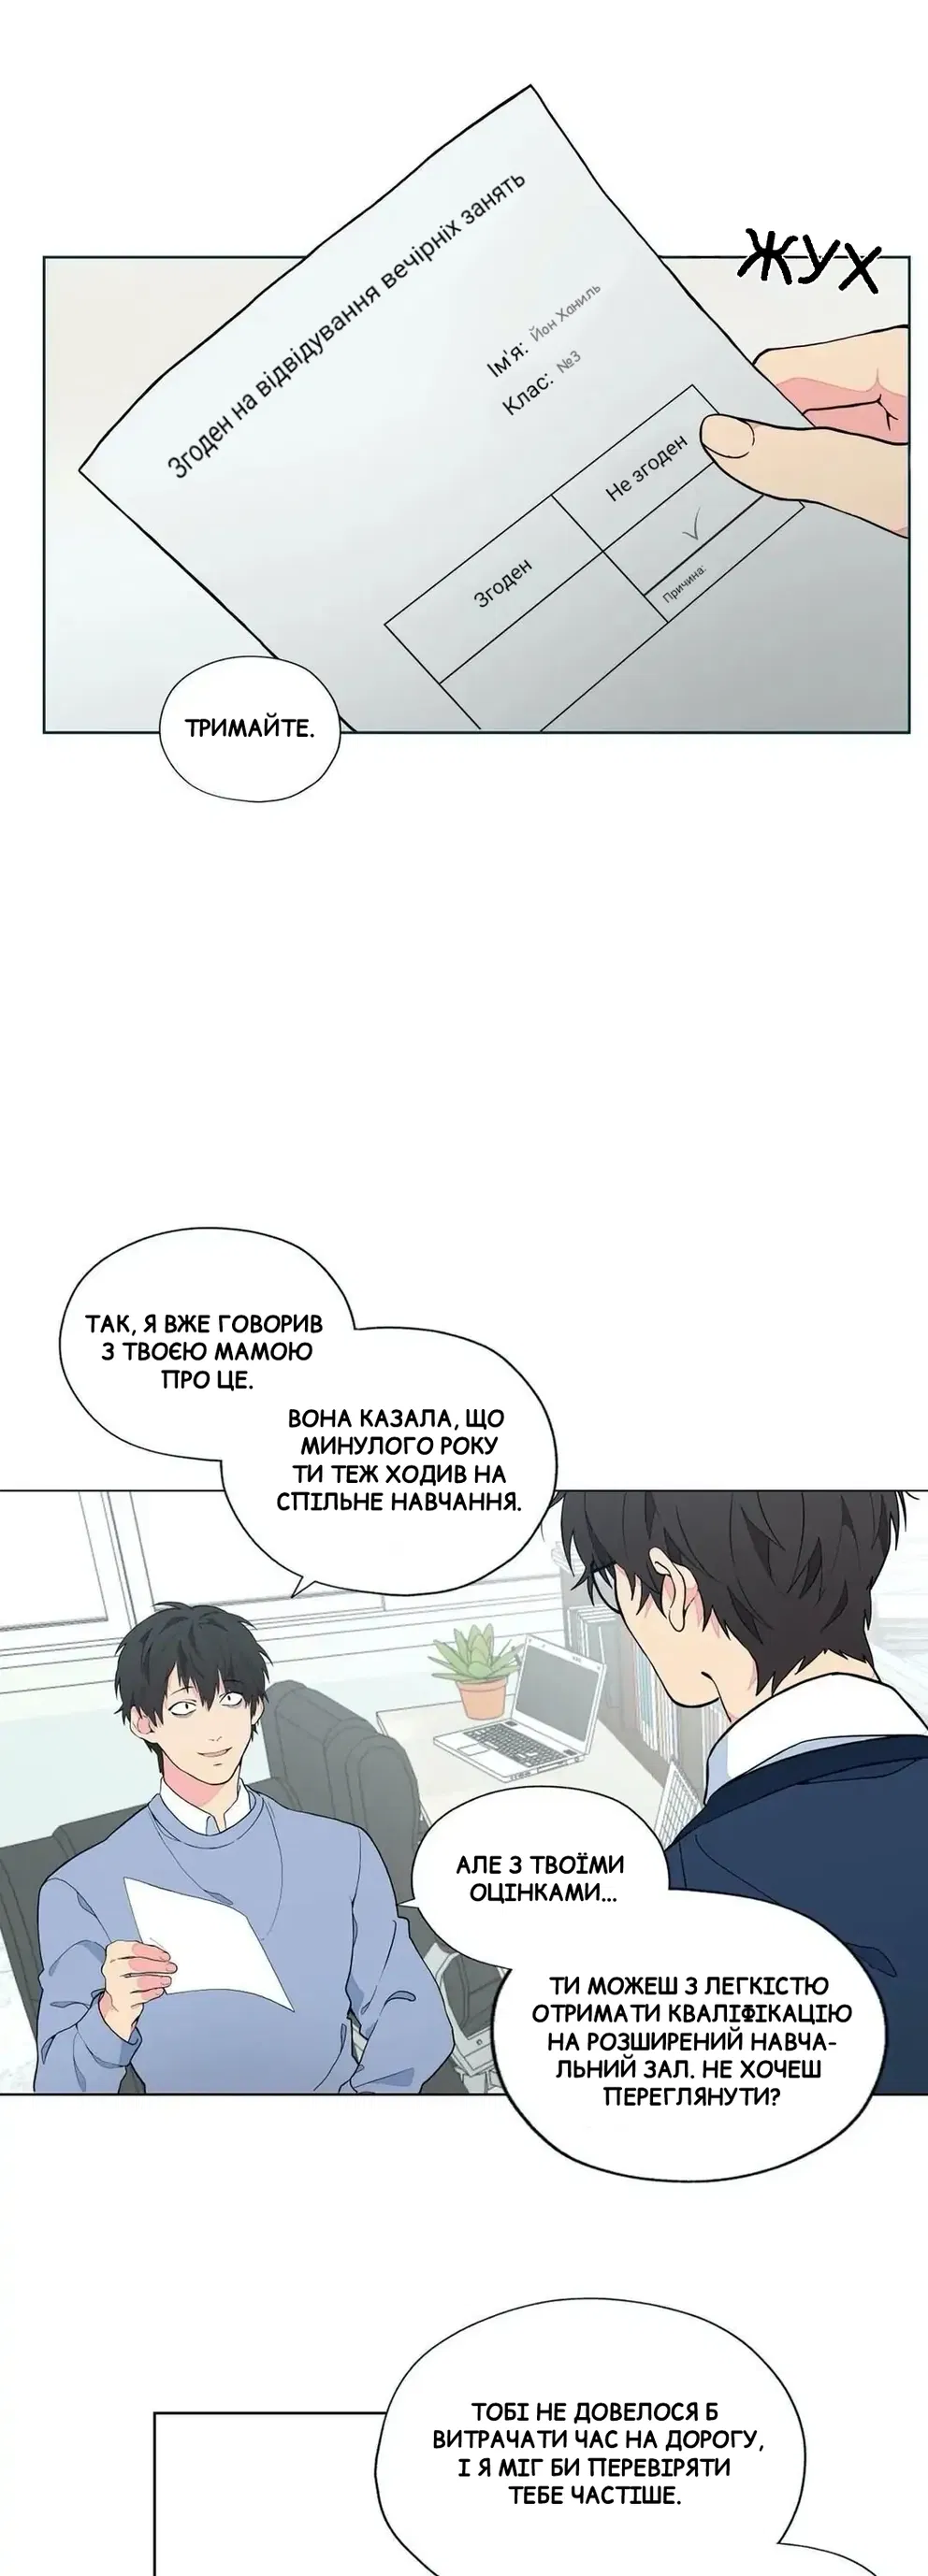 ЖУХ
Згоден на відвідування вечірніх занять
Ім'я: Йон Ханиль
Клас: №3
Згоден
Не згоден
Причина:
ТРИМАЙТЕ.
ТАК, Я ВЖЕ ГОВОРИВ
З ТВОЄЮ МАМОЮ
ПРО ЦЕ.
ВОНА КАЗАЛА, ЩО
МИНУЛОГО РОКУ
ТИ ТЕЖ ХОДИВ НА
СПІЛЬНЕ НАВЧАННЯ.
АЛЕ З ТВОЇМИ
ОЦІНКАМИ...
ТИ МОЖЕШ З ЛЕГКІСТЮ
ОТРИМАТИ КВАЛІФІКАЦІЮ
НА РОЗШИРЕНИЙ НАВЧА-
ЛЬНИЙ ЗАЛ. НЕ ХОЧЕШ
ПЕРЕГЛЯНУТИ?
ТОБІ НЕ ДОВЕЛОСЯ Б
ВИТРАЧАТИ ЧАС НА ДОРОГУ,
І Я МІГ БИ ПЕРЕВІРЯТИ
ТЕБЕ ЧАСТІШЕ.